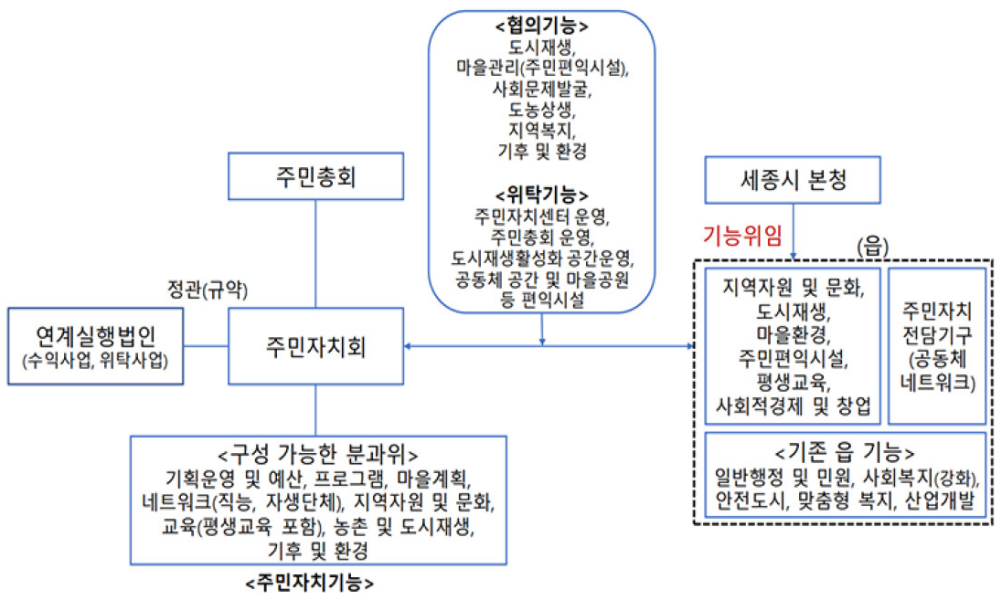 <협의기능>
도시재생,
마을관리(주민편익시설),
사회문제발굴,
도농상생,
지역복지,
기후 및 환경
<위탁기능>
주민자치센터 운영,
주민총회 운영,
도시재생활성화 공간운영,
공동체 공간 및 마을공원
등 편익시설
주민총회
정관(규약)
연계실행법인
(수익사업, 위탁사업)
주민자치회
<구성 가능한 분과위>
기획운영 및 예산, 프로그램, 마을계획,
네트워크(직능, 자생단체), 지역자원 및 문화,
교육(평생교육 포함), 농촌 및 도시재생,
기후 및 환경
<주민자치기능>
세종시 본청
기능위임
(읍)
지역자원 및 문화,
도시재생,
마을환경,
주민편익시설,
평생교육,
사회적경제 및 창업
주민자치
전담기구
(공동체
네트워크)
<기존 읍 기능>
일반행정 및 민원, 사회복지(강화),
안전도시, 맞춤형 복지, 산업개발